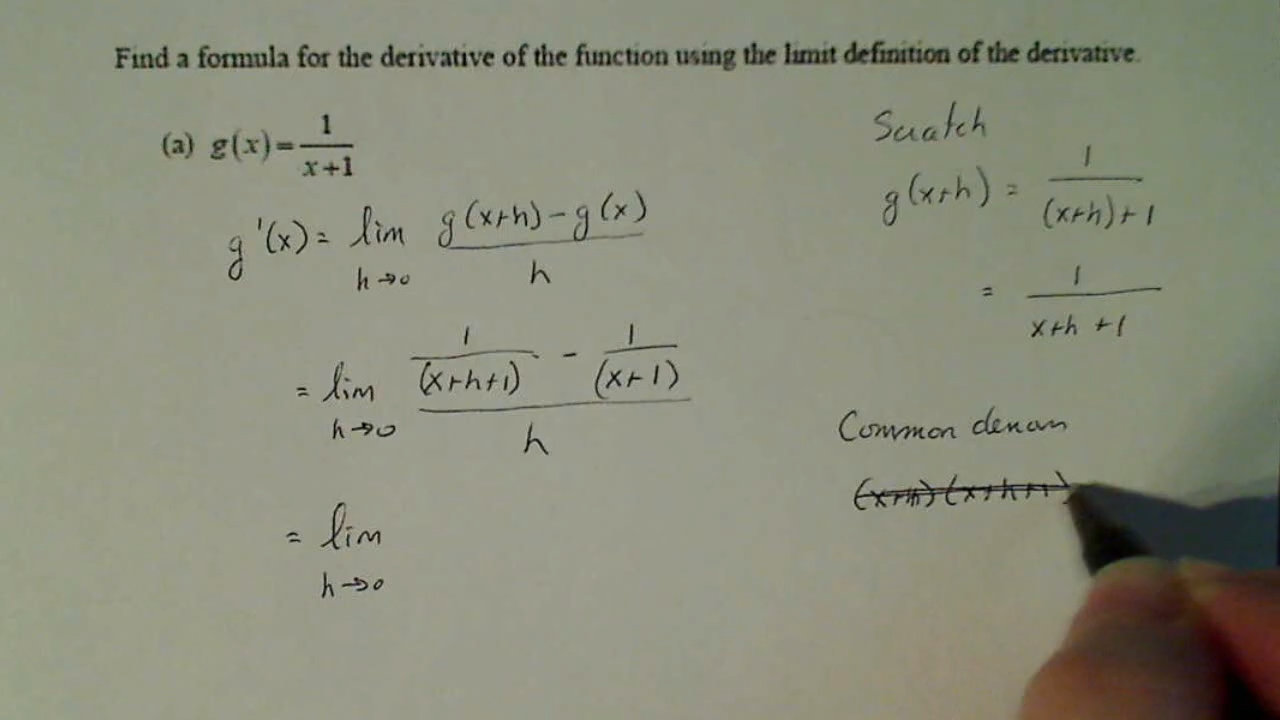 Find a formula for the derivative of the function using the limit definition of the derivative.
(a) g(x)=1/(x+1)
g'(x) = lim h→0 (g(x+h) - g(x))/h
= lim h→0 (1/(x+h+1) - 1/(x+1))/h
= lim h→0
Scratch
g(x+h) = 1/((x+h)+1)
= 1/(x+h+1)
Common denom